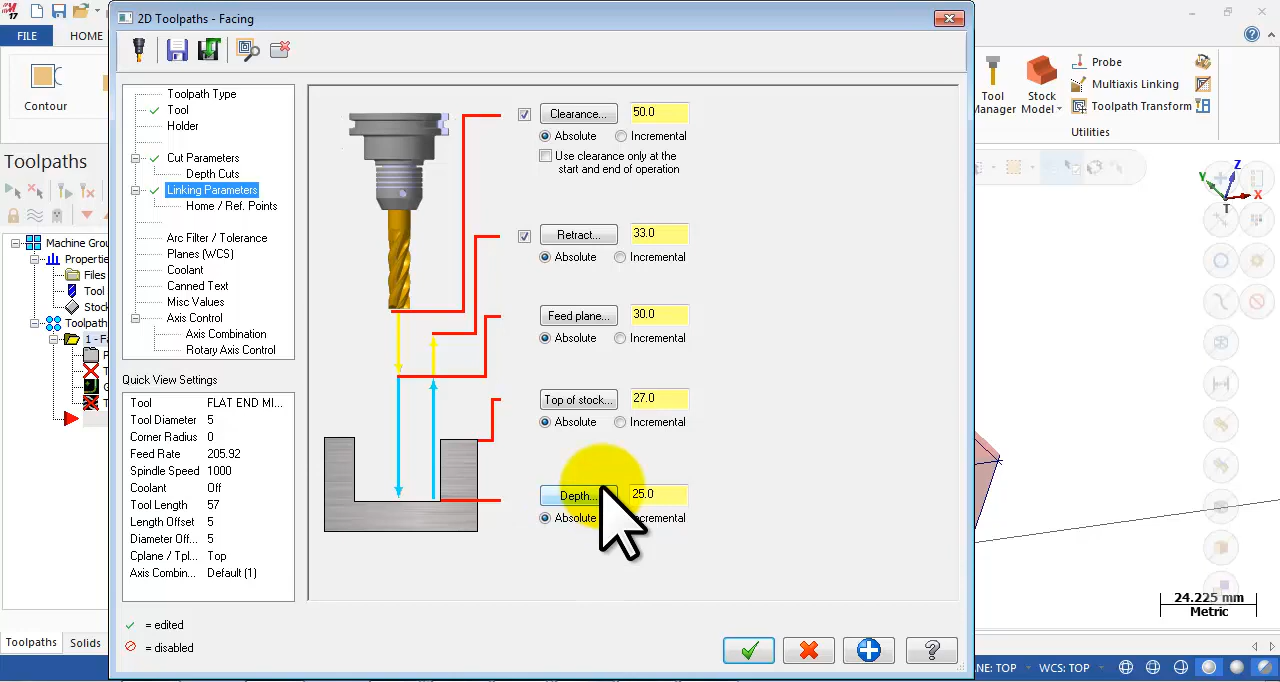 17
2D Toolpaths - Facing
FILE
HOME
Contour
Toolpaths
Machine Grou
Properties
Files
Tool
Stock
Toolpath
1 - Fa
Toolpath Type
Tool
Holder
Cut Parameters
Depth Cuts
Linking Parameters
Home / Ref. Points
Arc Filter / Tolerance
Planes (WCS)
Coolant
Canned Text
Misc Values
Axis Control
Axis Combination
Rotary Axis Control
Quick View Settings
Tool FLAT END MI...
Tool Diameter 5
Corner Radius 0
Feed Rate 205.92
Spindle Speed 1000
Coolant Off
Tool Length 57
Length Offset 5
Diameter Off... 5
Cplane / Tpl... Top
Axis Combin... Default (1)
= edited
= disabled
Clearance... 50.0
Absolute Incremental
Use clearance only at the
start and end of operation
Retract... 33.0
Absolute Incremental
Feed plane... 30.0
Absolute Incremental
Top of stock... 27.0
Absolute Incremental
Depth... 25.0
Absolute ncremental
Tool
Manager
Stock
Model
Probe
Multiaxis Linking
Toolpath Transform
Utilities
Z
Y
X
T
24.225 mm
Metric
Toolpaths Solids
NE: TOP WCS: TOP